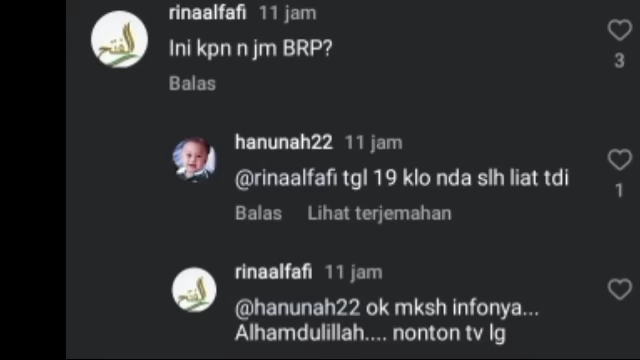 rinaalfafi 11 jam
Ini kpn n jm BRP?
3
Balas
hanunah22 11 jam
@rinaalfafi tgl 19 klo nda slh liat tdi
1
Balas Lihat terjemahan
rinaalfafi 11 jam
@hanunah22 ok mksh infonya...
Alhamdulillah.... nonton tv lg